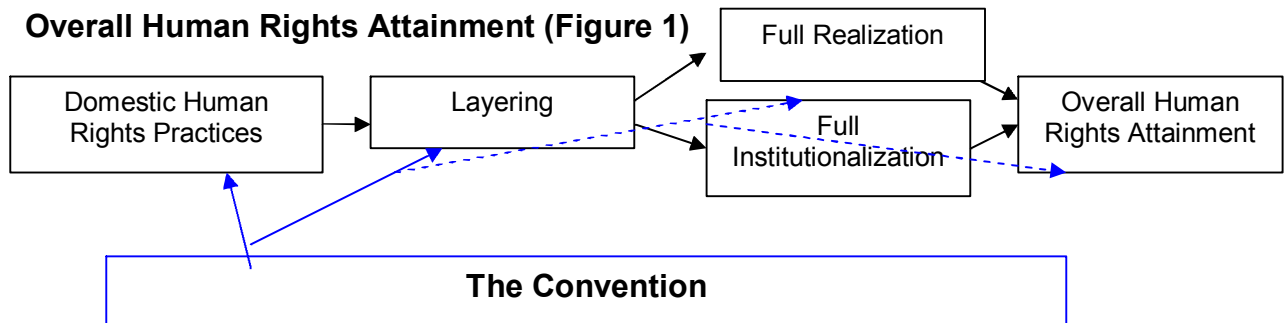 Overall Human Rights Attainment (Figure 1)
Full Realization
Domestic Human
Rights Practices
Layering
Full
Institutionalization
Overall Human
Rights Attainment
The Convention